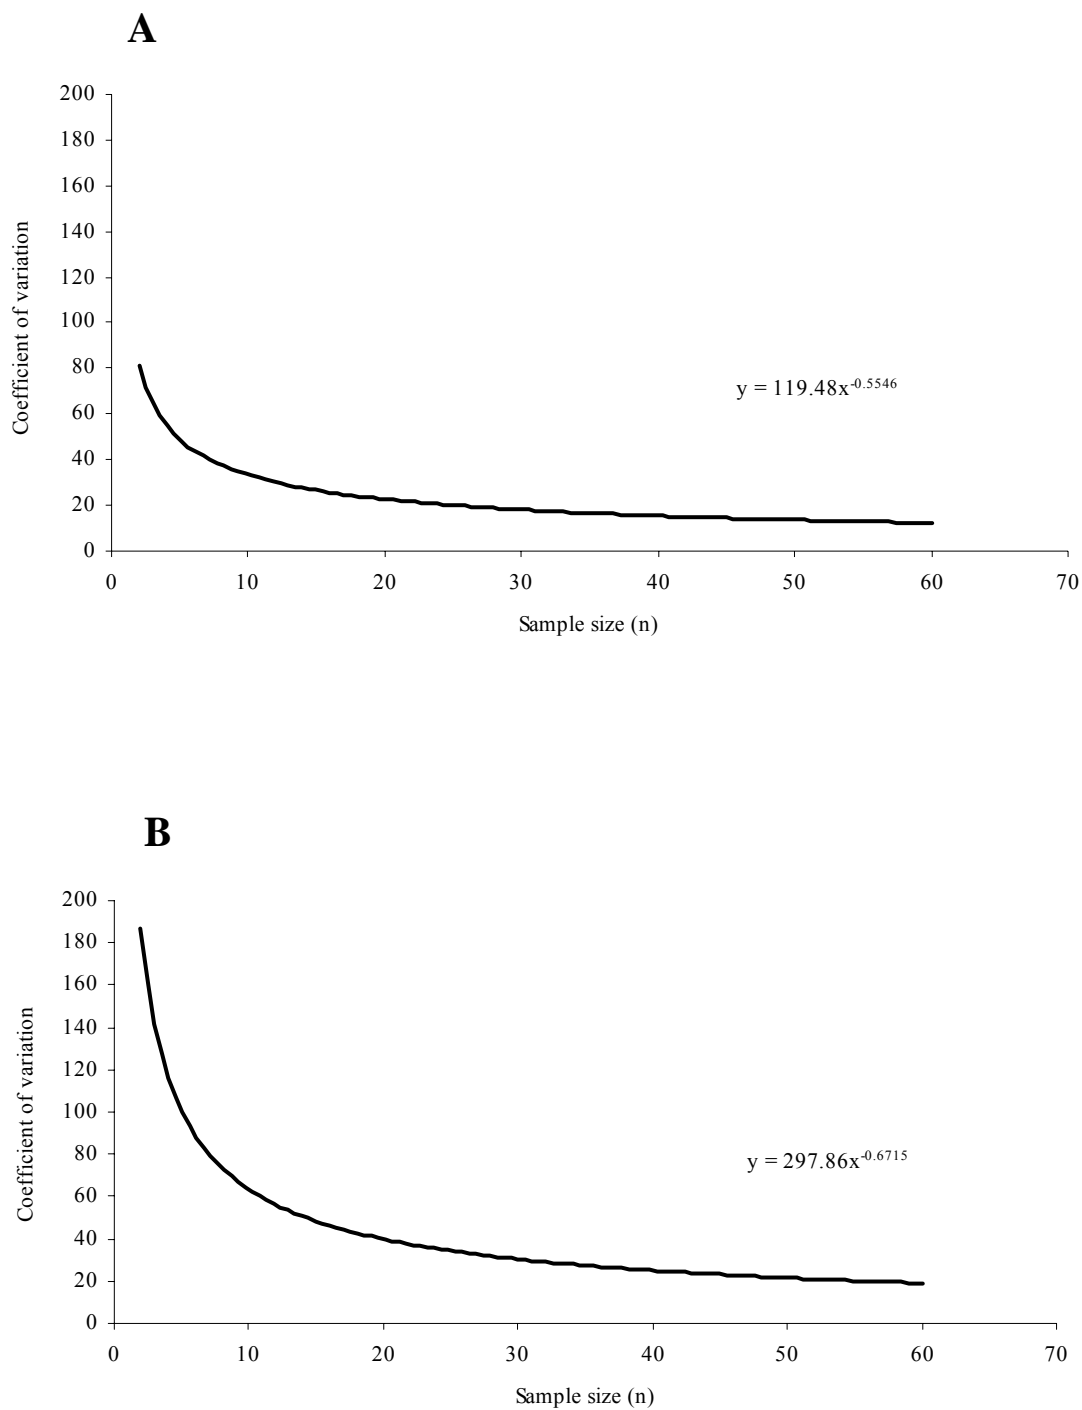 A
200
180
160
140
120
100
80
60
40
20
0
Coefficient of variation
y = 119.48x^-0.5546
0 10 20 30 40 50 60 70
Sample size (n)
B
200
180
160
140
120
100
80
60
40
20
0
Coefficient of variation
y = 297.86x^-0.6715
0 10 20 30 40 50 60 70
Sample size (n)